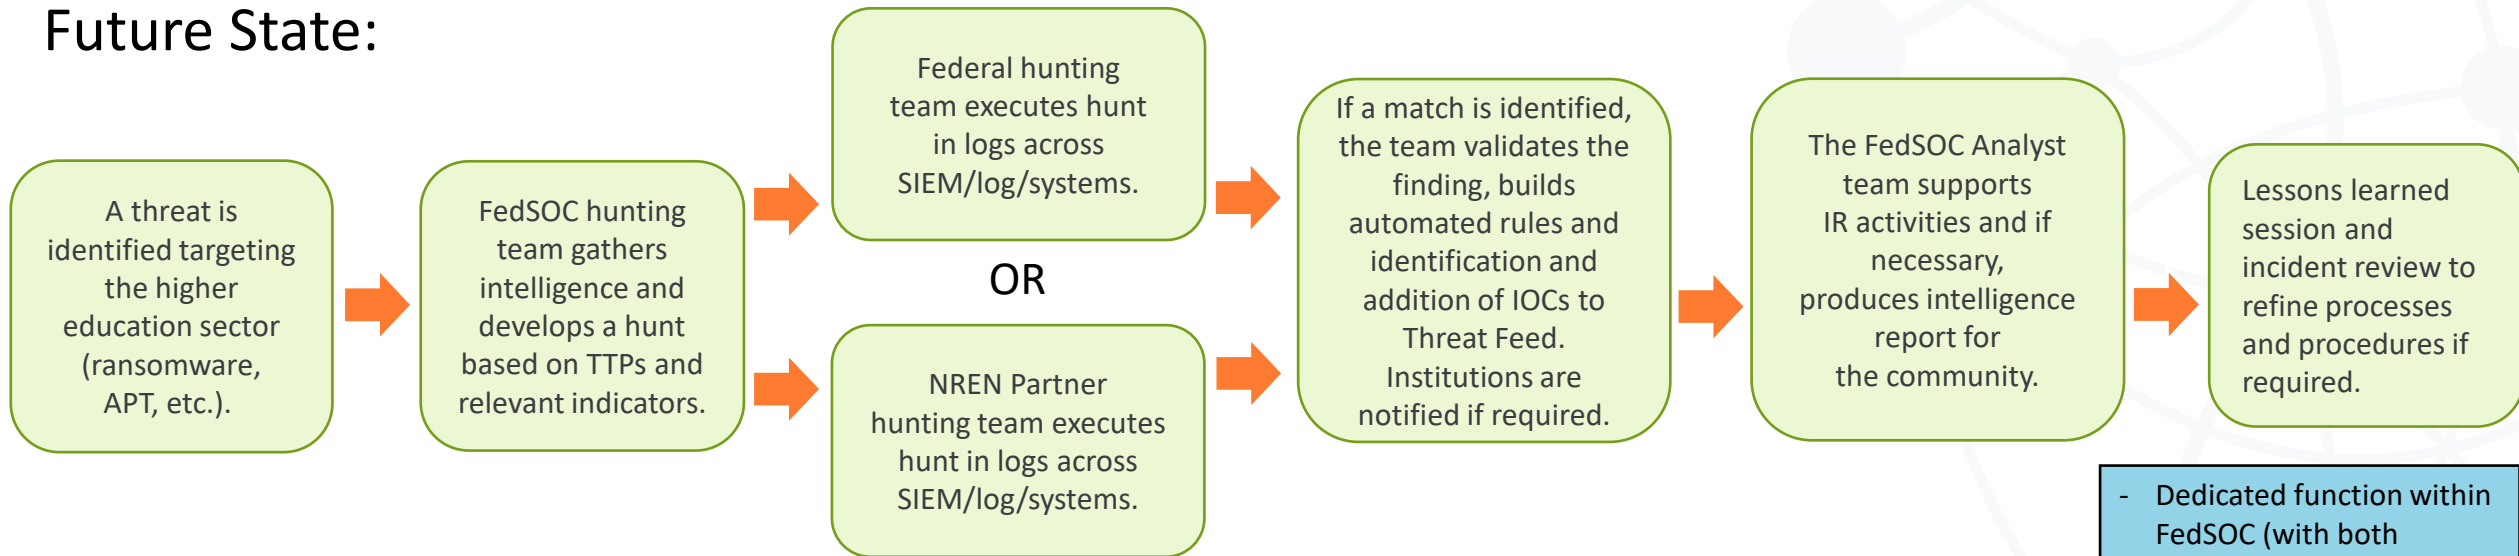 Future State:
A threat is
identified targeting
the higher
education sector
(ransomware,
APT, etc.).
FedSOC hunting
team gathers
intelligence and
develops a hunt
based on TTPs and
relevant indicators.
Federal hunting
team executes hunt
in logs across
SIEM/log/systems.
OR
NREN Partner
hunting team executes
hunt in logs across
SIEM/log/systems.
If a match is identified,
the team validates the
finding, builds
automated rules and
identification and
addition of IOCs to
Threat Feed.
Institutions are
notified if required.
The FedSOC Analyst
team supports
IR activities and if
necessary,
produces intelligence
report for
the community.
Lessons learned
session and
incident review to
refine processes
and procedures if
required.
- Dedicated function within
FedSOC (with both